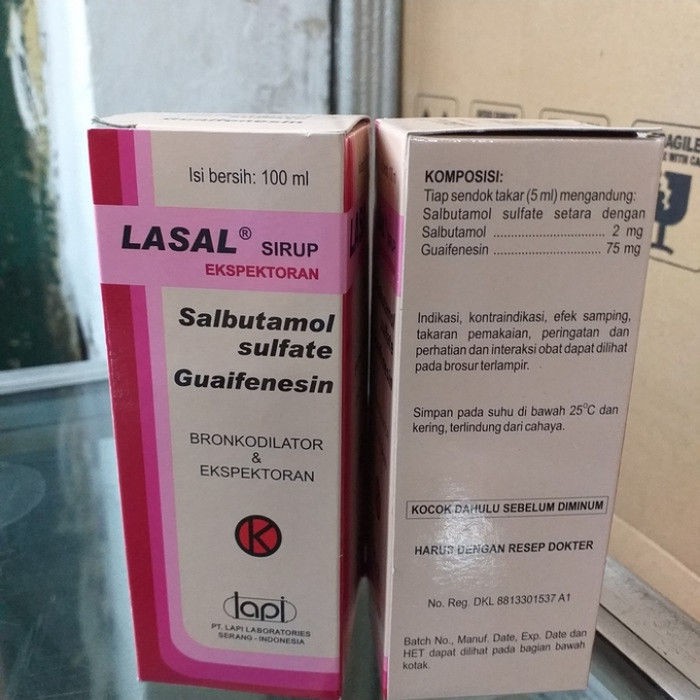 Isi bersih: 100 ml
LASAL® SIRUP
EKSPEKTORAN
Salbutamol
sulfate
Guaifenesin
BRONKODILATOR
&
EKSPEKTORAN
K
lapi
PT. LAPI LABORATORIES
SERANG - INDONESIA
KOMPOSISI:
Tiap sendok takar (5 ml) mengandung:
Salbutamol sulfate setara dengan
Salbutamol .............................. 2 mg
Guaifenesin ............................. 75 mg
Indikasi, kontraindikasi, efek samping,
takaran pemakaian, peringatan dan
perhatian dan interaksi obat dapat dilihat
pada brosur terlampir.
Simpan pada suhu di bawah 25°C dan
kering, terlindung dari cahaya.
KOCOK DAHULU SEBELUM DIMINUM
HARUS DENGAN RESEP DOKTER
No. Reg. DKL 8813301537 A1
Batch No., Manuf. Date, Exp. Date dan
HET dapat dilihat pada bagian bawah
kotak.